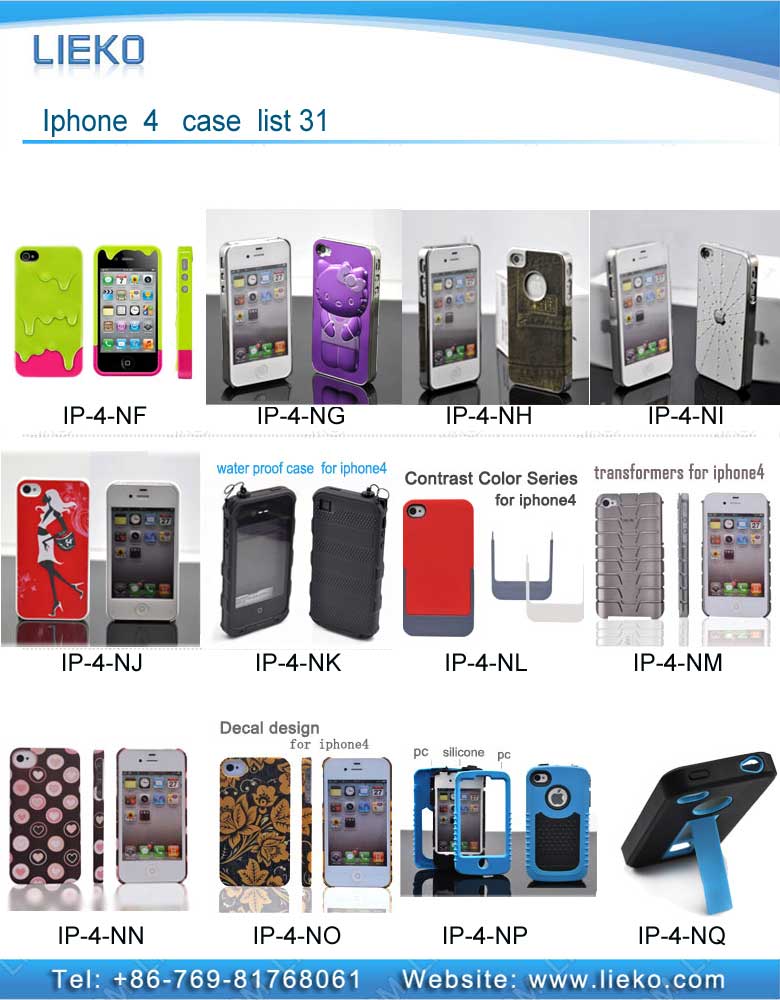 LIEKO
Iphone 4 case list 31
IP-4-NF IP-4-NG IP-4-NH IP-4-NI
water proof case for iphone4
Contrast Color Series
for iphone4
transformers for iphone4
IP-4-NJ IP-4-NK IP-4-NL IP-4-NM
Decal design
for iphone4
pc silicone pc
IP-4-NN IP-4-NO IP-4-NP IP-4-NQ
Tel: +86-769-81768061 Website: www.lieko.com